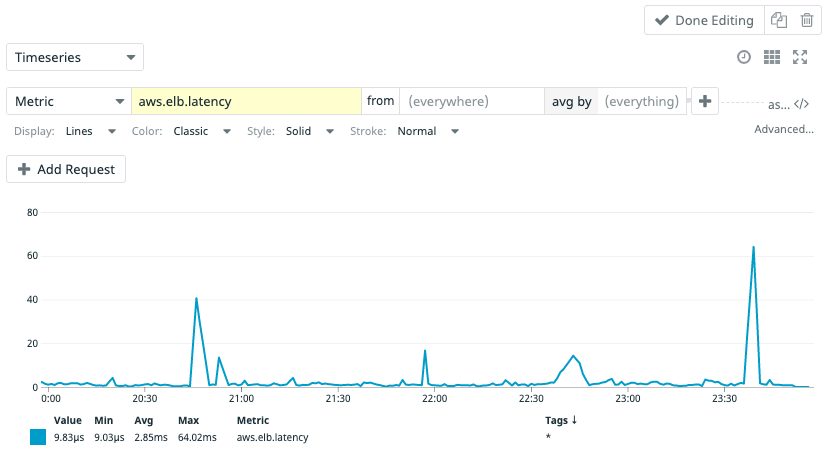 Done Editing
Timeseries
Metric aws.elb.latency from (everywhere) avg by (everything) as... </>
Display: Lines Color: Classic Style: Solid Stroke: Normal Advanced...
Add Request
80
60
40
20
0
0:00 20:30 21:00 21:30 22:00 22:30 23:00 23:30
Value Min Avg Max Metric Tags ↓
9.83μs 9.03μs 2.85ms 64.02ms aws.elb.latency *